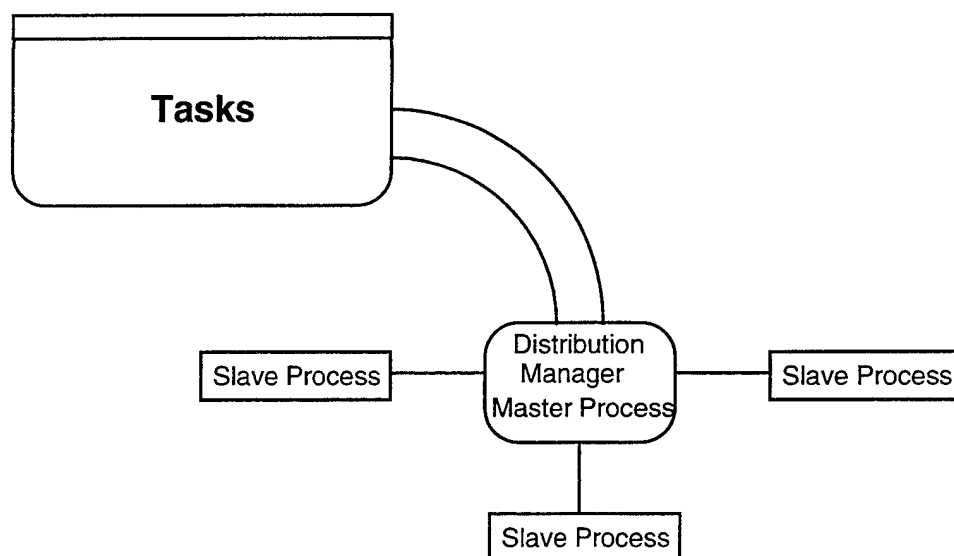 Tasks
Distribution
Manager
Master Process
Slave Process
Slave Process
Slave Process